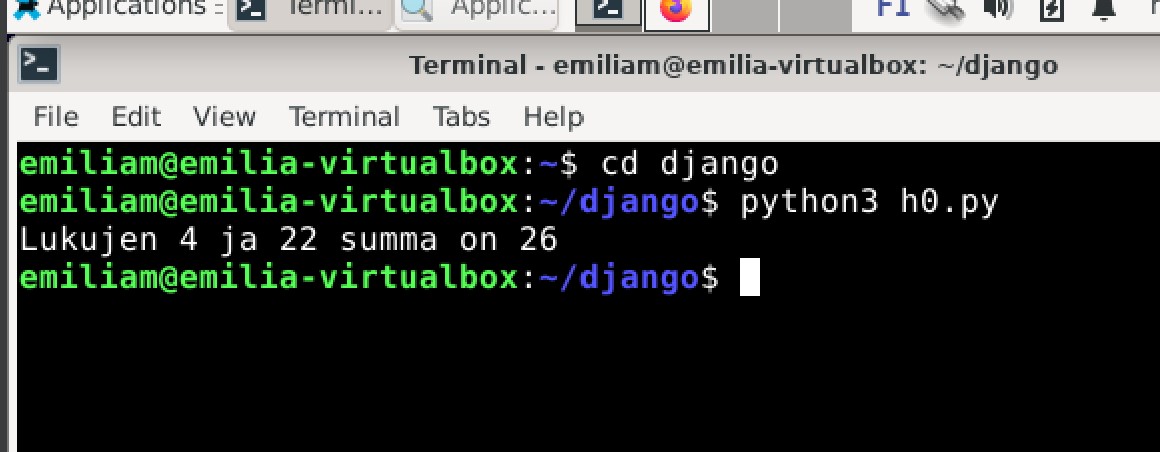 Applications
Termi...
Applic...
FI
Terminal - emiliam@emilia-virtualbox: ~/django
File Edit View Terminal Tabs Help
emiliam@emilia-virtualbox:~$ cd django
emiliam@emilia-virtualbox:~/django$ python3 h0.py
Lukujen 4 ja 22 summa on 26
emiliam@emilia-virtualbox:~/django$